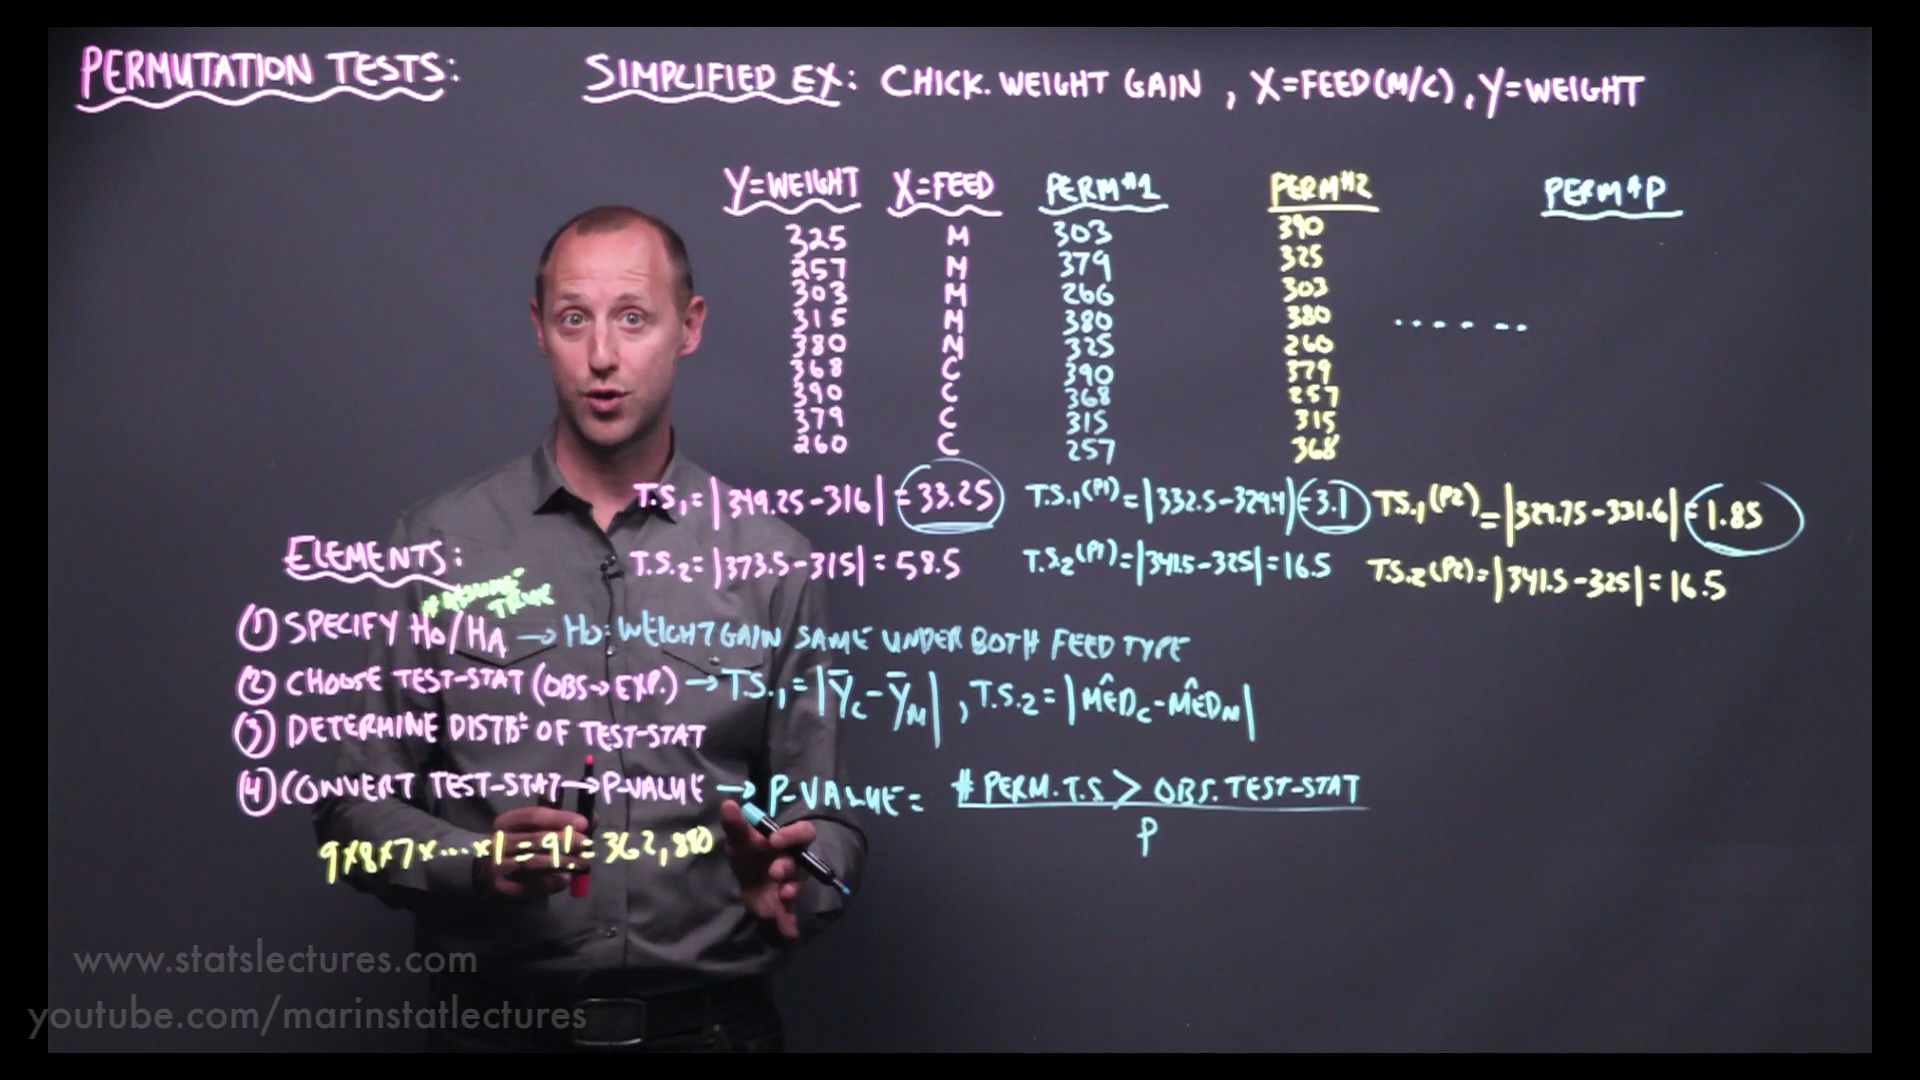 PERMUTATION TESTS:
SIMPLIFIED EX: CHICK. WEIGHT GAIN, X=FEED(M/C), Y=WEIGHT
Y=WEIGHT X=FEED PERM#1 PERM#2 PERM#P
325 M 303 390
257 M 379 325
303 M 266 303
315 M 380 380 ......
380 M 325 260
368 C 390 379
390 C 368 257
379 C 315 315
260 C 257 368
T.S.₁=|349.25-316|=33.25 T.S.₁(P1)=|332.5-329.4|=3.1 T.S.₁(P2)=|329.75-331.6|=1.85
T.S.₂=|373.5-315|=58.5 T.S.₂(P1)=|341.5-325|=16.5 T.S.₂(P2)=|341.5-325|=16.5
ELEMENTS:
TRUE
① SPECIFY Ho/HA → Ho: WEIGHT GAIN SAME UNDER BOTH FEED TYPE
② CHOOSE TEST-STAT (OBS→EXP.) → T.S.₁=|Ȳc-ȲM|, T.S.₂=|MÊDc-MÊDM|
③ DETERMINE DISTBⁿ OF TEST-STAT
④ CONVERT TEST-STAT→P-VALUE → P-VALUE = # PERM.T.S > OBS. TEST-STAT
P
9x8x7x...x1 = 9! = 362,880
www.statslectures.com
youtube.com/marinstatlectures